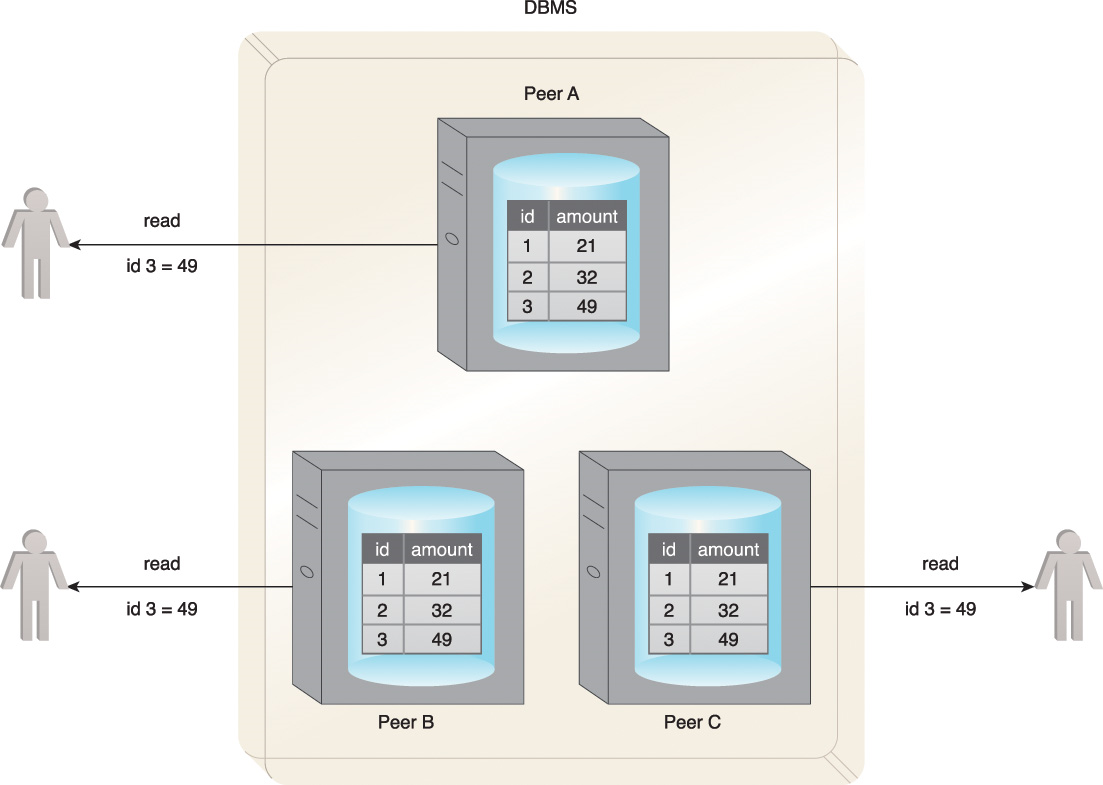 DBMS
Peer A
read
id 3 = 49
id amount
1 21
2 32
3 49
read
id 3 = 49
id amount
1 21
2 32
3 49
Peer B
id amount
1 21
2 32
3 49
Peer C
read
id 3 = 49